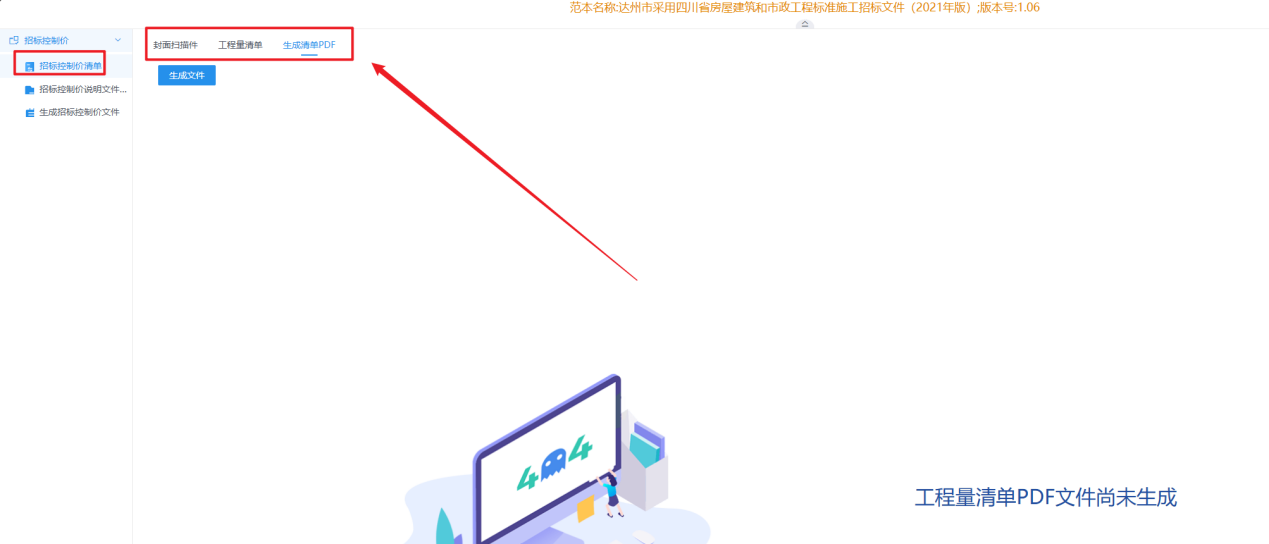 范本名称:达州市采用四川省房屋建筑和市政工程标准施工招标文件（2021年版）;版本号:1.06
招标控制价
封面扫描件 工程量清单 生成清单PDF
招标控制价清单
生成文件
招标控制价说明文件...
生成招标控制价文件
404
工程量清单PDF文件尚未生成